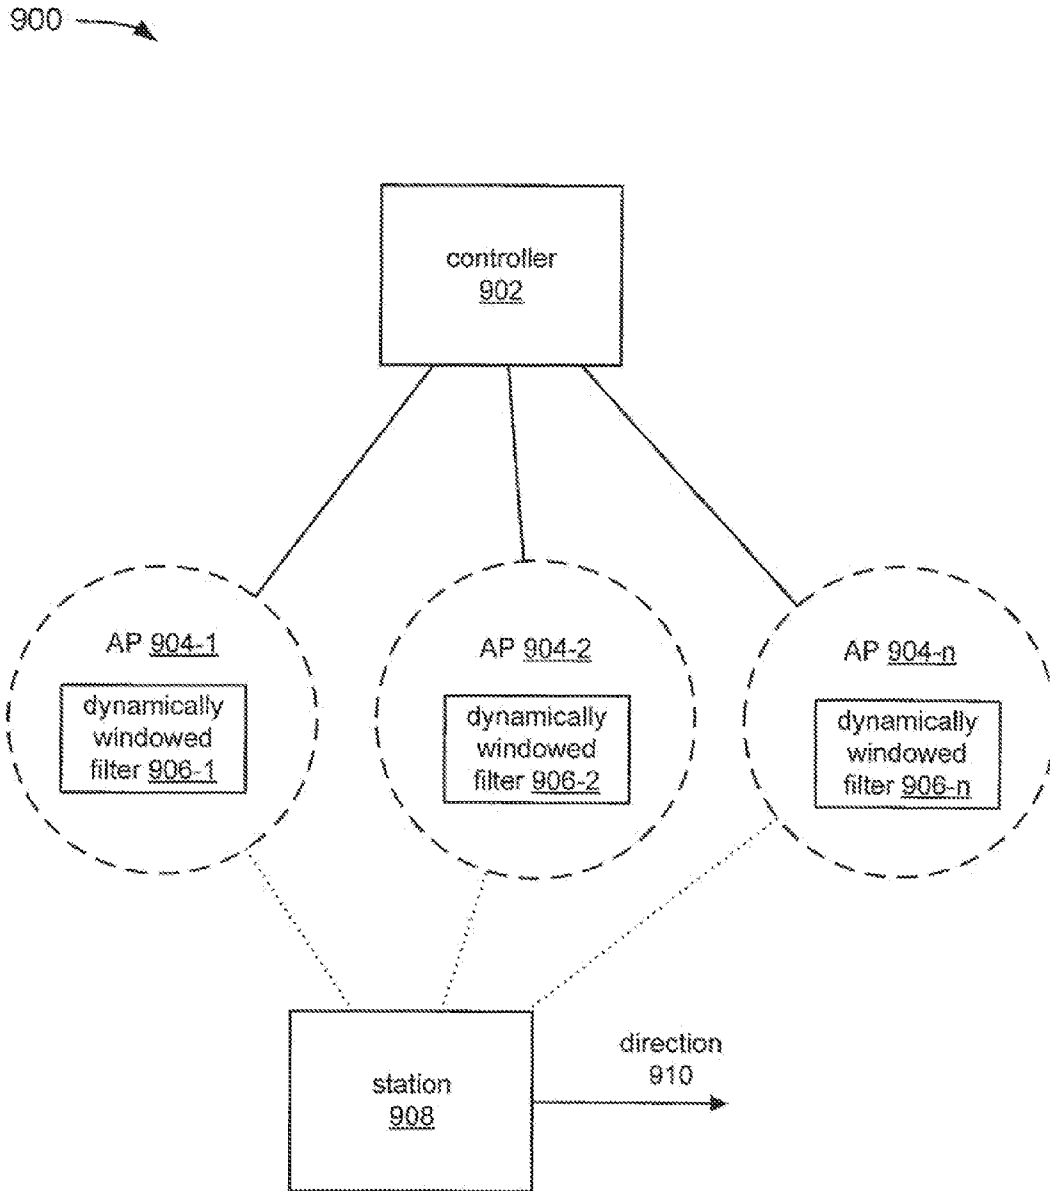 900
controller
902
AP 904-1
dynamically
windowed
filter 906-1
AP 904-2
dynamically
windowed
filter 906-2
AP 904-n
dynamically
windowed
filter 906-n
station
908
direction
910